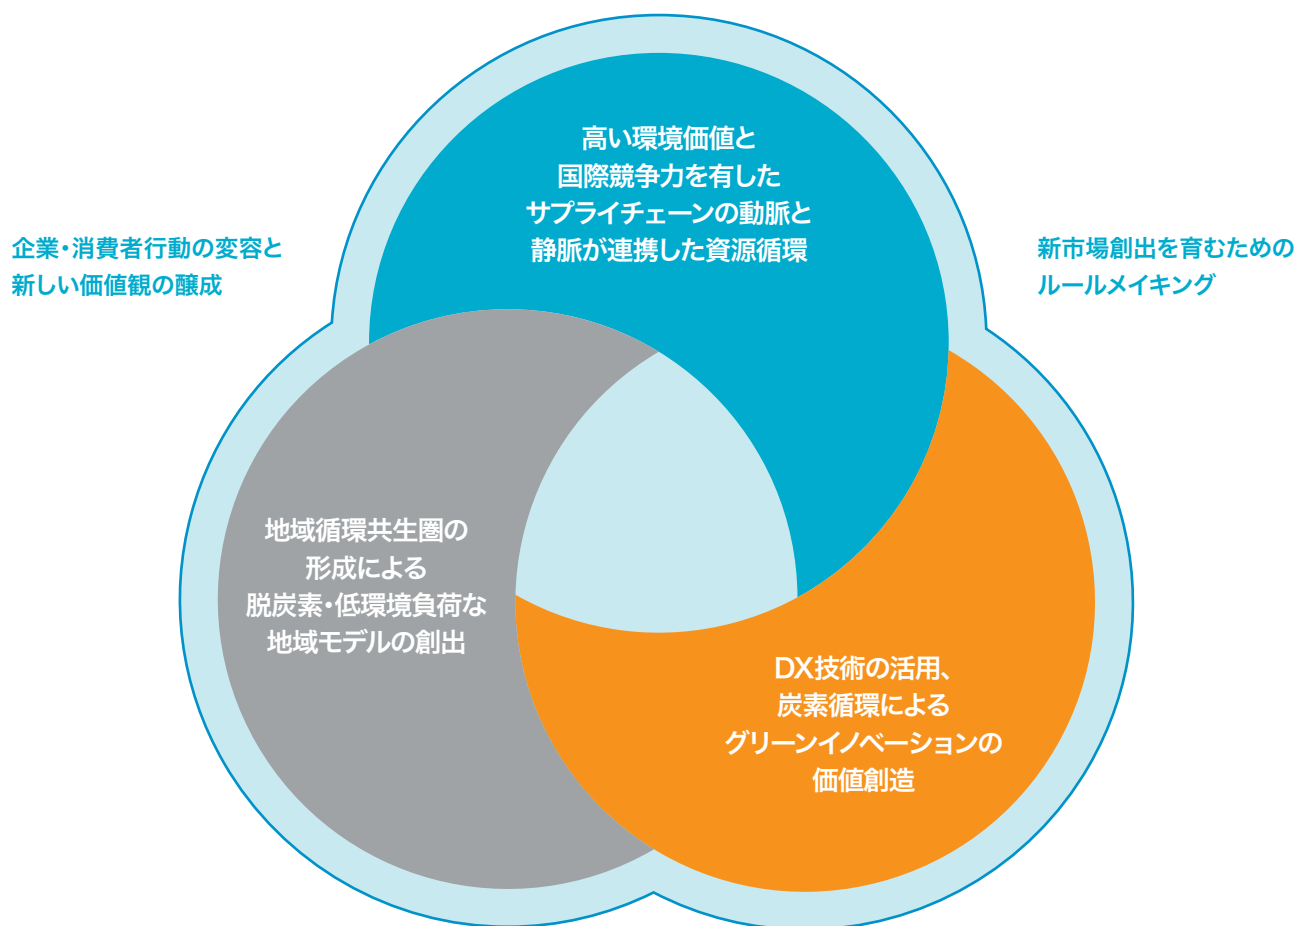 高い環境価値と
国際競争力を有した
サプライチェーンの動脈と
静脈が連携した資源循環
企業・消費者行動の変容と
新しい価値観の醸成
新市場創出を育むための
ルールメイキング
地域循環共生圏の
形成による
脱炭素・低環境負荷な
地域モデルの創出
DX技術の活用、
炭素循環による
グリーンイノベーションの
価値創造